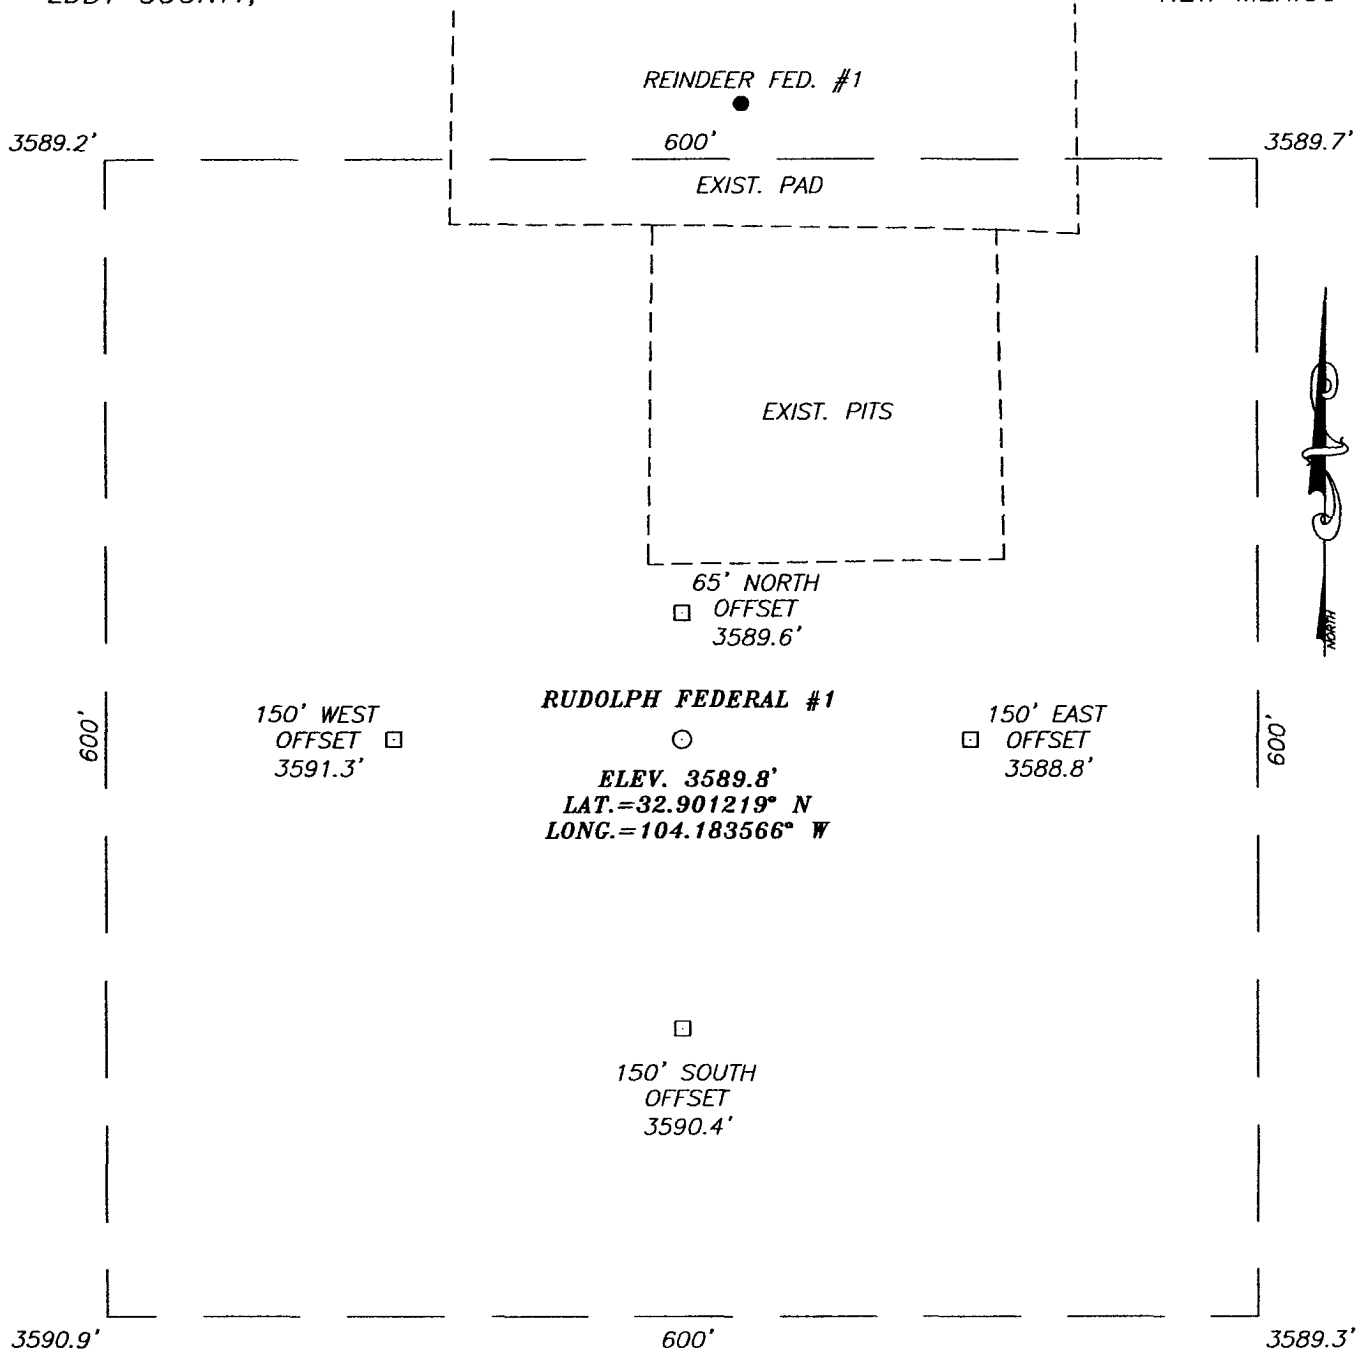 REINDEER FED. #1
3589.2'
600'
3589.7'
EXIST. PAD
EXIST. PITS
65' NORTH
OFFSET
3589.6'
NORTH
RUDOLPH FEDERAL #1
150' WEST
OFFSET
3591.3'
150' EAST
OFFSET
3588.8'
600'
600'
ELEV. 3589.8'
LAT.=32.901219° N
LONG.=104.183566° W
150' SOUTH
OFFSET
3590.4'
3590.9'
600'
3589.3'